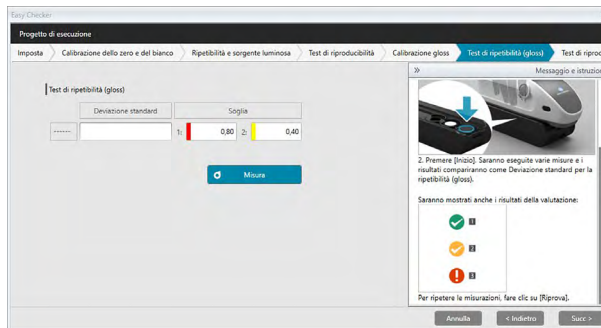 Easy Checker
Progetto di esecuzione
Imposta
Calibrazione dello zero e del bianco
Ripetibilità e sorgente luminosa
Test di riproducibilità
Calibrazione gloss
Test di ripetibilità (gloss)
Test di riproc
Test di ripetibilità (gloss)
Deviazione standard
Soglia
------
1:
0,80
2:
0,40
Misura
»
Messaggio e istruzion
2. Premere [Inizio]. Saranno eseguite varie misure e i
risultati compariranno come Deviazione standard per la
ripetibilità (gloss).
Saranno mostrati anche i risultati della valutazione:
1
2
3
Per ripetere le misurazioni, fare clic su [Riprova].
Annulla
< Indietro
Succ >